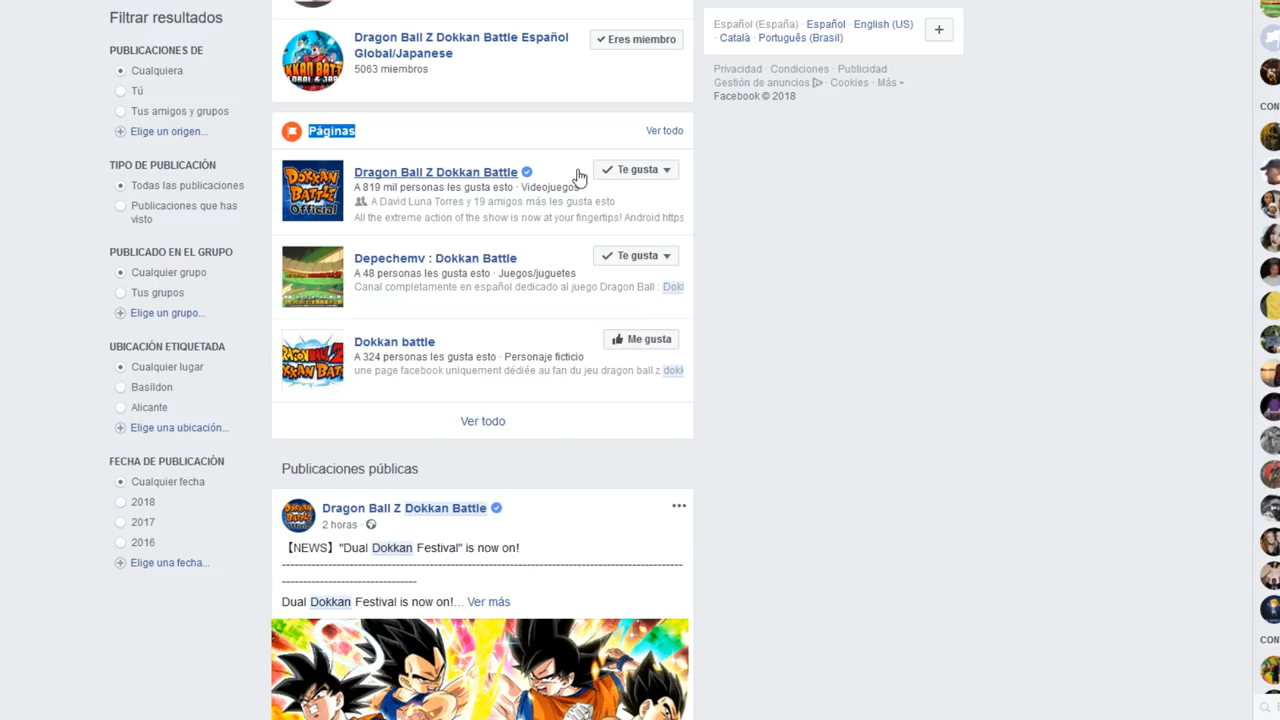 Filtrar resultados
PUBLICACIONES DE
Cualquiera
Tú
Tus amigos y grupos
Elige un origen...
TIPO DE PUBLICACIÓN
Todas las publicaciones
Publicaciones que has
visto
PUBLICADO EN EL GRUPO
Cualquier grupo
Tus grupos
Elige un grupo...
UBICACIÓN ETIQUETADA
Cualquier lugar
Basildon
Alicante
Elige una ubicación...
FECHA DE PUBLICACIÓN
Cualquier fecha
2018
2017
2016
Elige una fecha...
Dragon Ball Z Dokkan Battle Español
Global/Japanese
5063 miembros
Eres miembro
Páginas
Ver todo
DOKKAN
BATTLE
Official
Dragon Ball Z Dokkan Battle
Te gusta
A 819 mil personas les gusta esto · Videojuegos
A David Luna Torres y 19 amigos más les gusta esto
All the extreme action of the show is now at your fingertips! Android https
Depechemv : Dokkan Battle
Te gusta
A 48 personas les gusta esto · Juegos/juguetes
Canal completamente en español dedicado al juego Dragon Ball : Dokk
Dokkan battle
Me gusta
A 324 personas les gusta esto · Personaje ficticio
une page facebook uniquement dédiée au fan du jeu dragon ball z dokk
Ver todo
Publicaciones públicas
Dragon Ball Z Dokkan Battle
2 horas ·
【NEWS】"Dual Dokkan Festival" is now on!
--------------------------------------------------------------------------------
---------------------------
Dual Dokkan Festival is now on!... Ver más
Español (España) · Español · English (US)
· Català · Português (Brasil)
Privacidad · Condiciones · Publicidad ·
Gestión de anuncios · Cookies · Más
Facebook © 2018
CON
CON